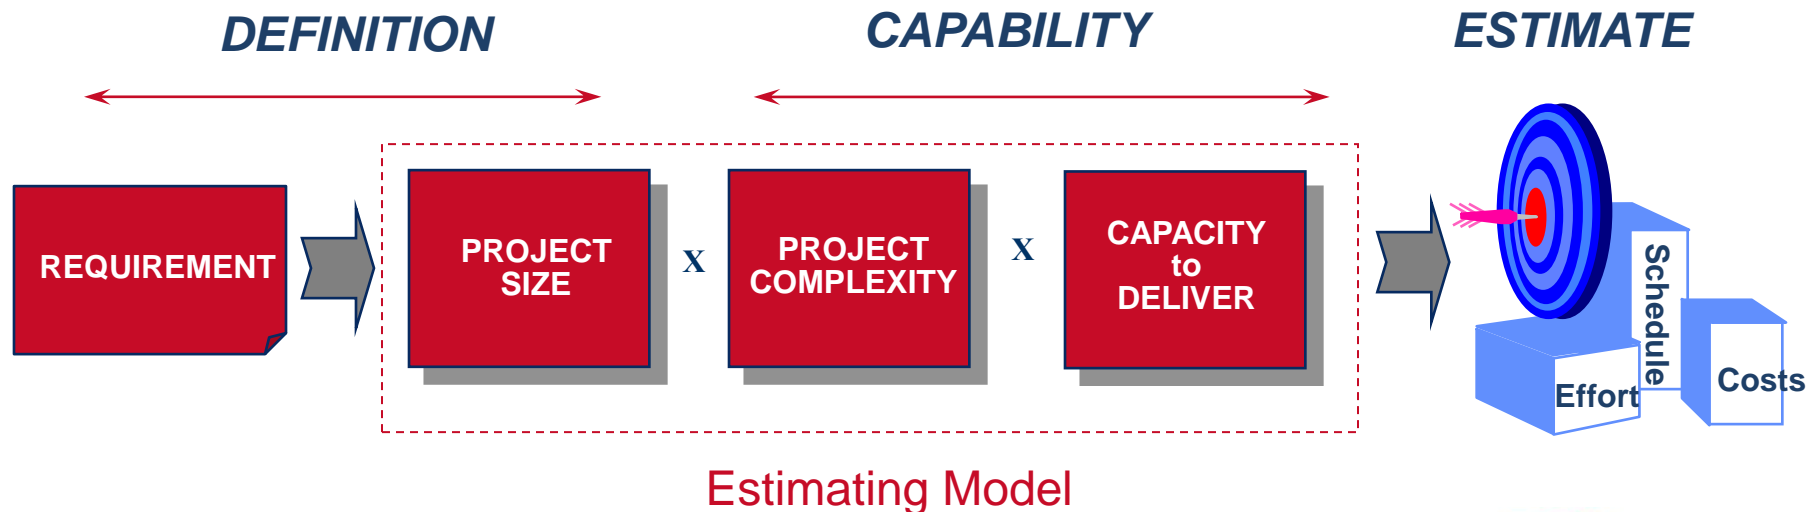 DEFINITION
CAPABILITY
ESTIMATE
REQUIREMENT
PROJECT
SIZE
X
PROJECT
COMPLEXITY
X
CAPACITY
to
DELIVER
Schedule
Effort
Costs
Estimating Model